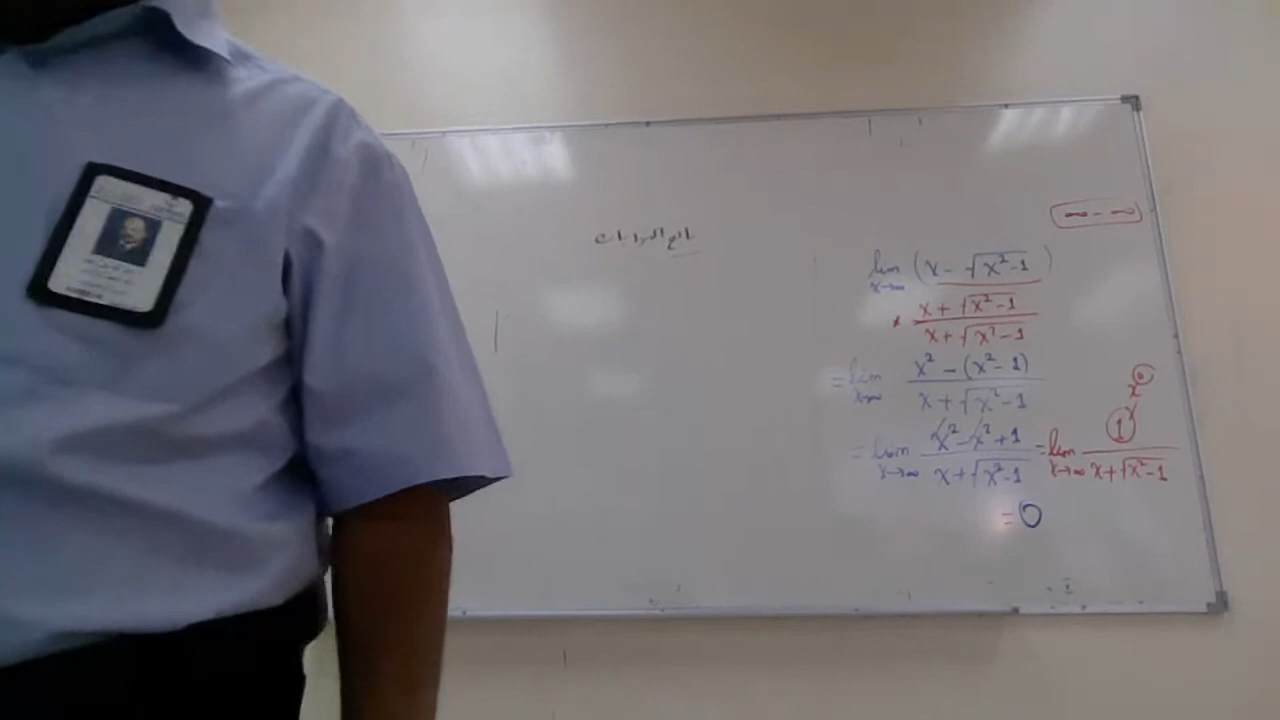 ∞ - ∞
lim x→∞ (x - √(x²-1))
× (x + √(x²-1)) / (x + √(x²-1))
= lim x→∞ (x² - (x²-1)) / (x + √(x²-1))
= lim x→∞ (x² - x² + 1) / (x + √(x²-1)) = lim x→∞ 1 / (x + √(x²-1))
x⁰
= 0